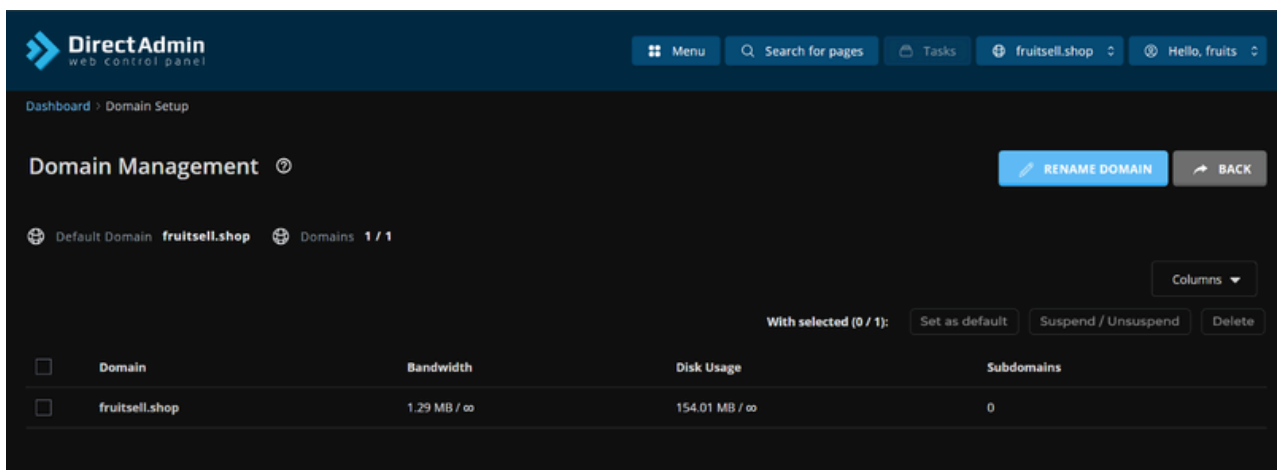 DirectAdmin
web control panel
Menu
Search for pages
Tasks
fruitsell.shop
Hello, fruits
Dashboard > Domain Setup
Domain Management
RENAME DOMAIN
BACK
Default Domain fruitsell.shop Domains 1 / 1
Columns
With selected (0 / 1): Set as default Suspend / Unsuspend Delete
Domain Bandwidth Disk Usage Subdomains
fruitsell.shop 1.29 MB / ∞ 154.01 MB / ∞ 0